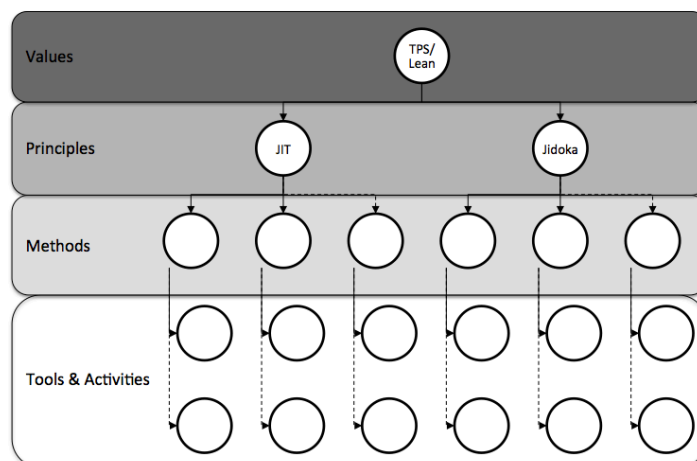 Values
TPS/
Lean
Principles
JIT
Jidoka
Methods
Tools & Activities